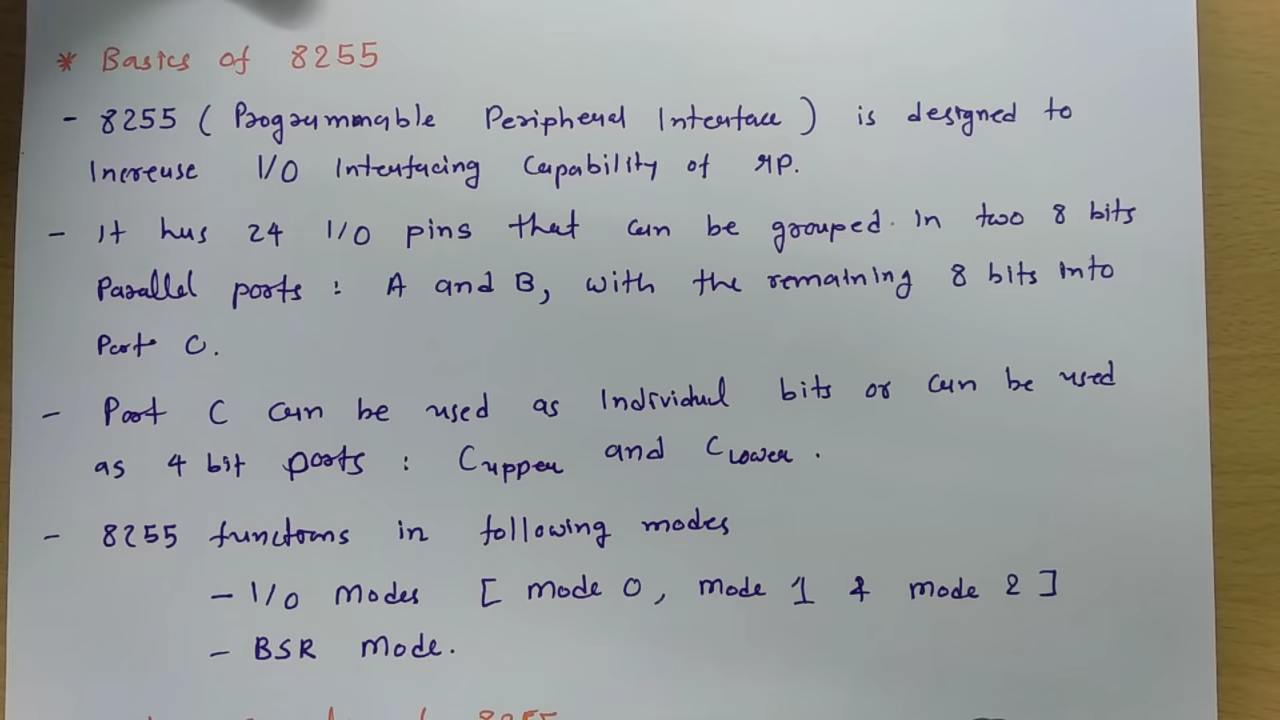 * Basics of 8255
- 8255 ( Programmable Peripheral Interface ) is designed to
Increase I/O Interfacing Capability of μP.
- It has 24 I/O pins that can be grouped in two 8 bits
Parallel ports : A and B, with the remaining 8 bits into
Port C.
- Port C can be used as Individual bits or can be used
as 4 bit ports : Cupper and CLower .
- 8255 functions in following modes
- I/O Modes [ mode 0, mode 1 & mode 2 ]
- BSR Mode.
8255